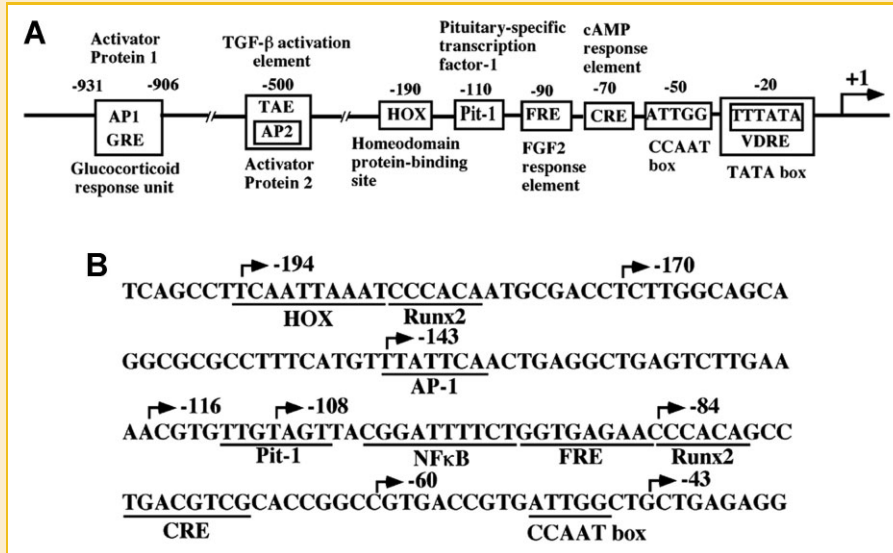 A
Activator
Protein 1
TGF-β activation
element
Pituitary-specific
transcription
factor-1
cAMP
response
element
-931 -906 -500 -190 -110 -90 -70 -50 -20 +1
AP1
GRE
TAE
AP2
HOX
Pit-1
FRE
CRE
ATTGG
TTTATA
VDRE
Glucocorticoid
response unit
Activator
Protein 2
Homeodomain
protein-binding
site
FGF2
response
element
CCAAT
box
TATA box
B
-194 -170
TCAGCCTTCAATTAAATCCCACAATGCGACCTCTTGGCAGCA
HOX Runx2
-143
GGCGCGCCTTTCATGTTTATTCAACTGAGGCTGAGTCTTGAA
AP-1
-116 -108 -84
AACGTGTTGTAGTTACGGATTTTCTGGTGAGAACCCACAGCC
Pit-1 NFκB FRE Runx2
-60 -43
TGACGTCGCACCGGCCGTGACCGTGATTGGCTGCTGAGAGG
CRE CCAAT box